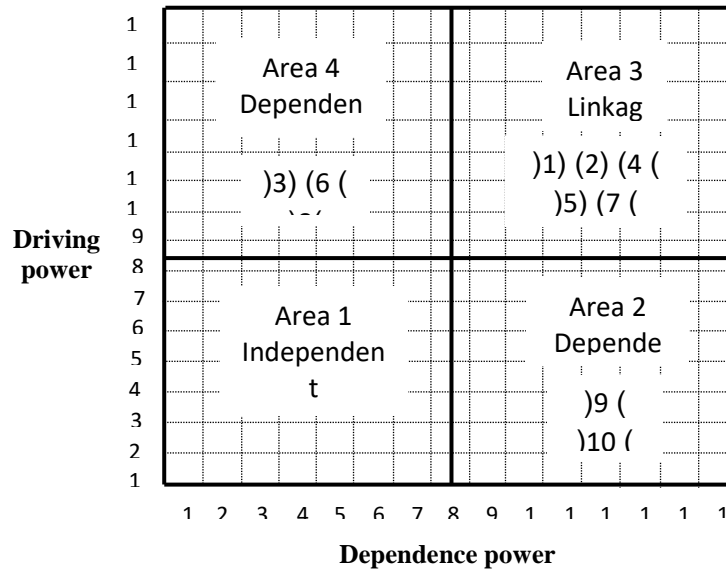 1
1
1
1
1
1
9
8
7
6
5
4
3
2
1
Driving
power
Area 4
Dependen
)3) (6 (
Area 3
Linkag
)1) (2) (4 (
)5) (7 (
Area 1
Independen
t
Area 2
Depende
)9 (
)10 (
1 2 3 4 5 6 7 8 9 1 1 1 1 1 1
Dependence power